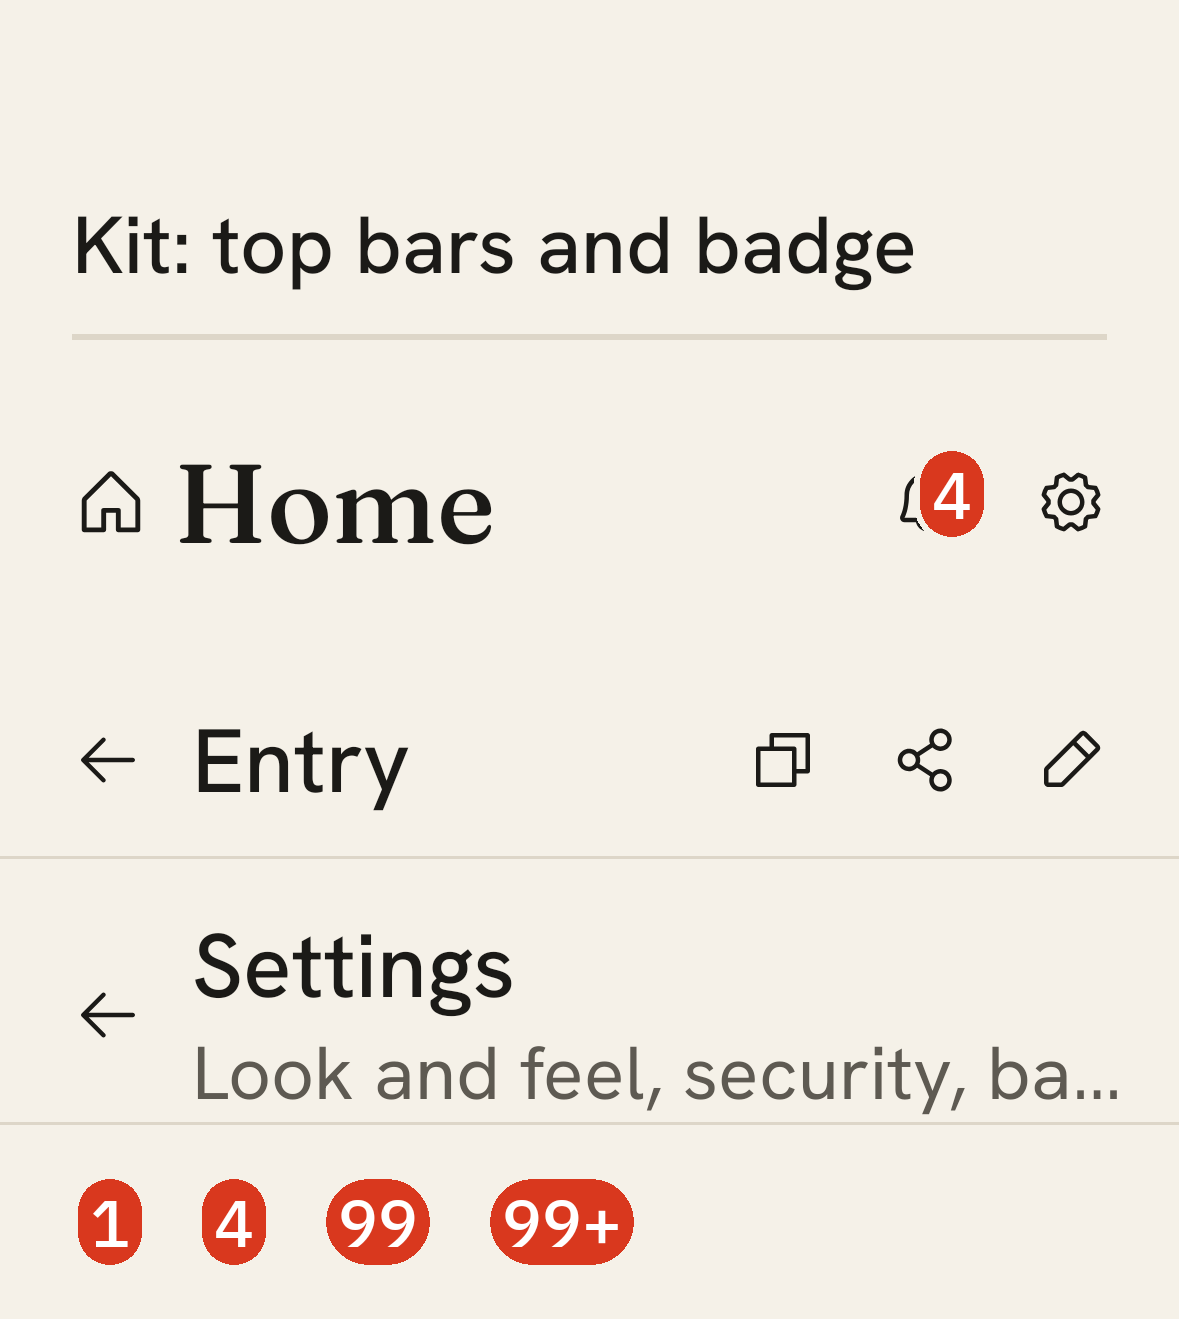 Kit: top bars and badge
Home 4
Entry
Settings
Look and feel, security, ba...
1 4 99 99+